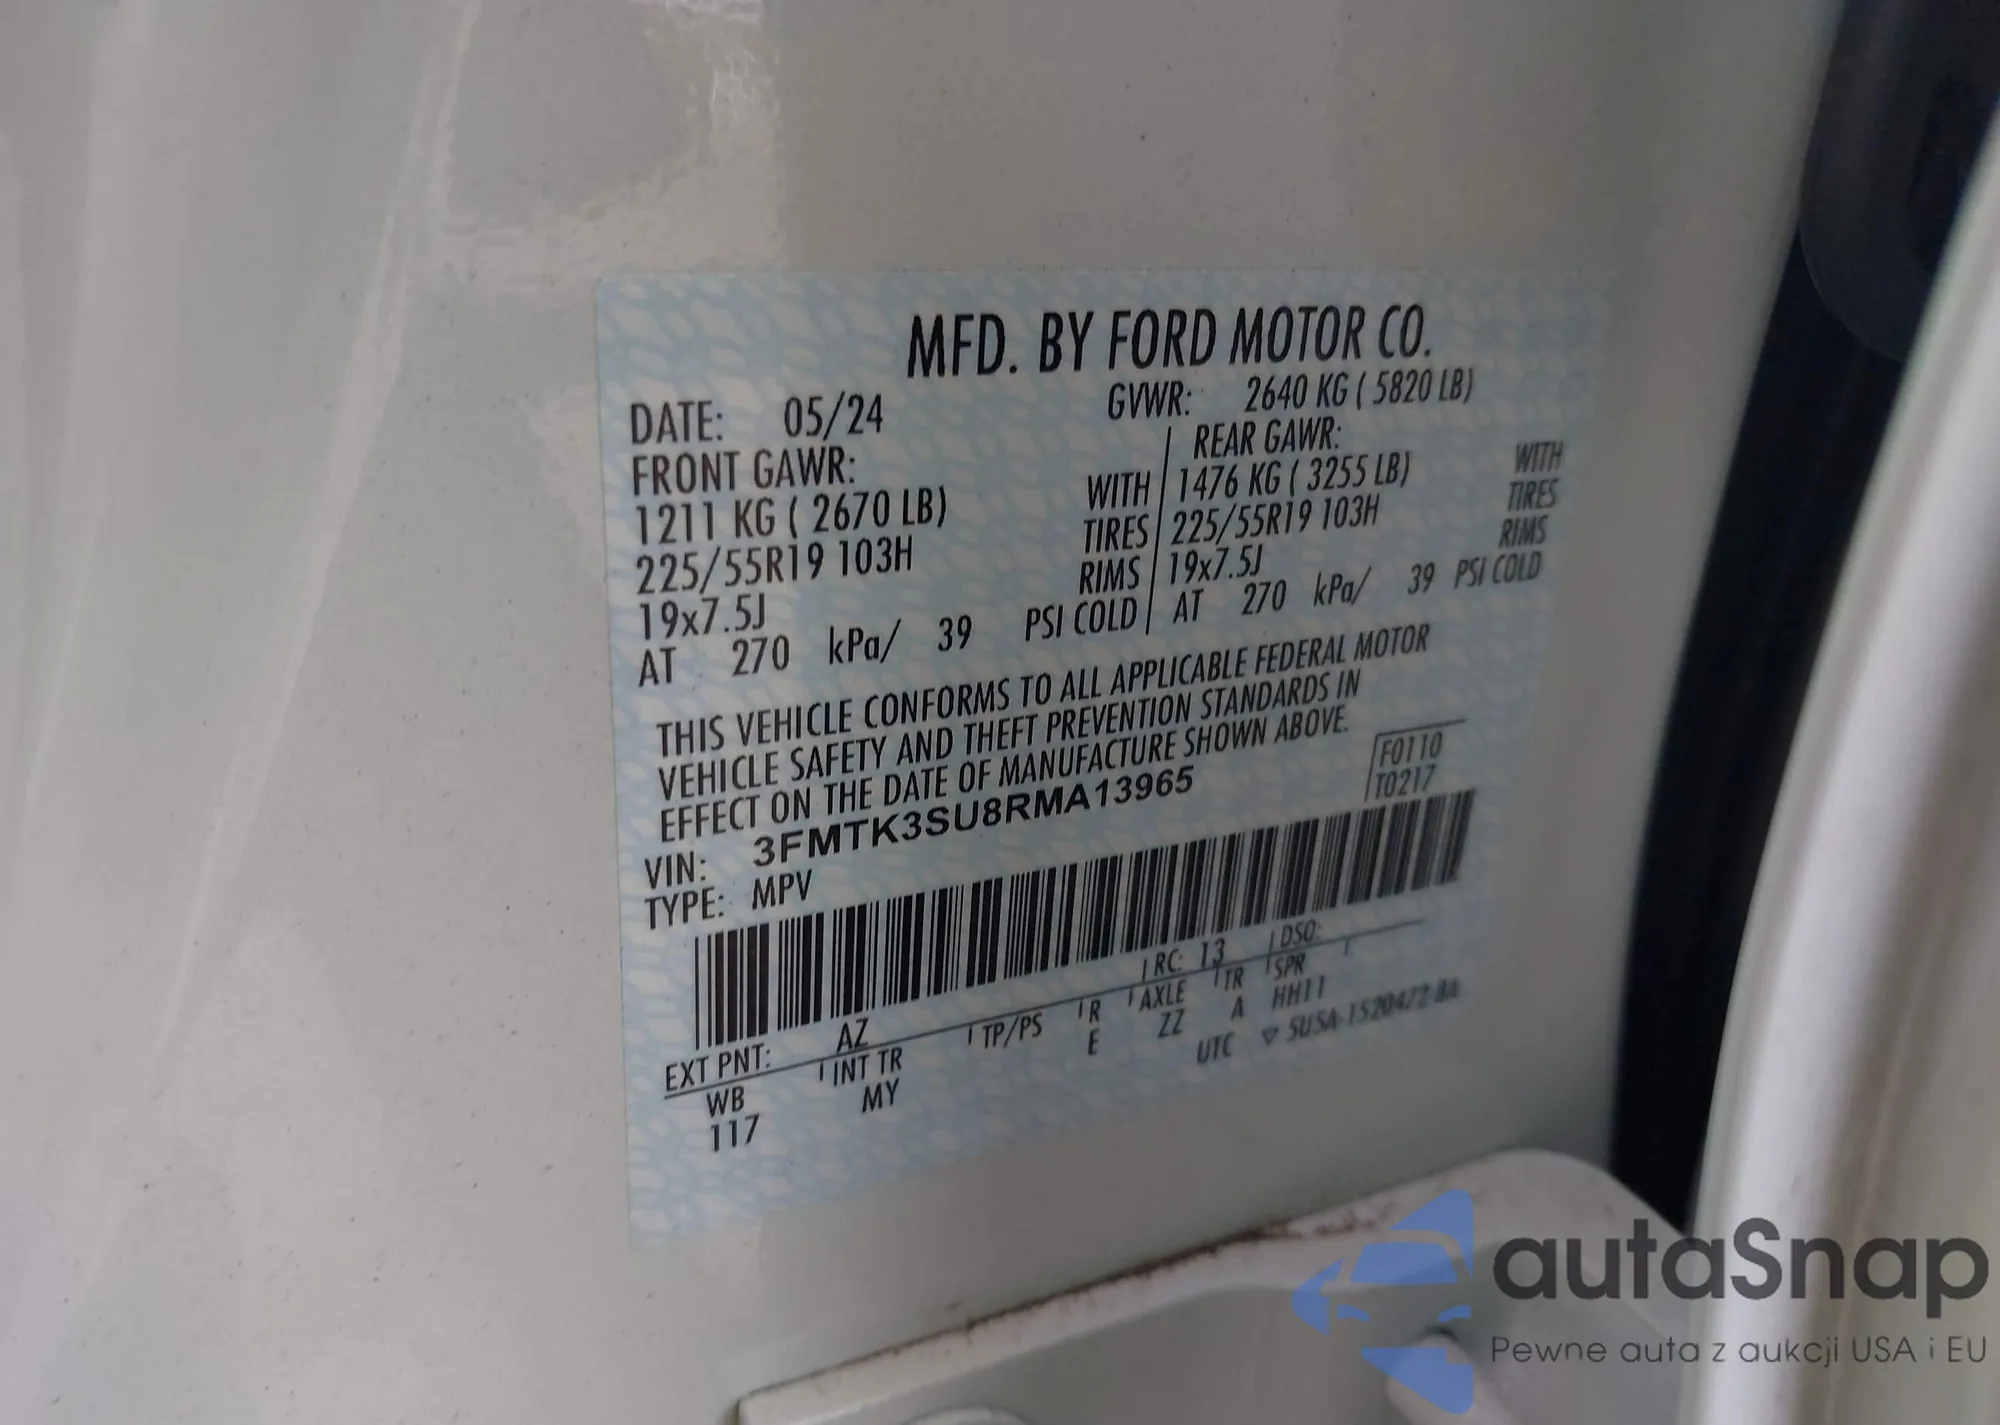 MFD. BY FORD MOTOR CO.
DATE: 05/24 GVWR: 2640 KG ( 5820 LB)
FRONT GAWR: REAR GAWR:
1211 KG ( 2670 LB) WITH 1476 KG ( 3255 LB) WITH
225/55R19 103H TIRES 225/55R19 103H TIRES
19x7.5J RIMS 19x7.5J RIMS
AT 270 kPa/ 39 PSI COLD AT 270 kPa/ 39 PSI COLD
THIS VEHICLE CONFORMS TO ALL APPLICABLE FEDERAL MOTOR
VEHICLE SAFETY AND THEFT PREVENTION STANDARDS IN
EFFECT ON THE DATE OF MANUFACTURE SHOWN ABOVE.
F0110
T0217
VIN: 3FMTK3SU8RMA13965
TYPE: MPV
EXT PNT: AZ RC: 13 DSO:
WB INT TR TP/PS R AXLE TR SPR
117 MY E ZZ A HH11
UTC ▽ SUSA-1520472-BA
autaSnap
Pewne auta z aukcji USA i EU